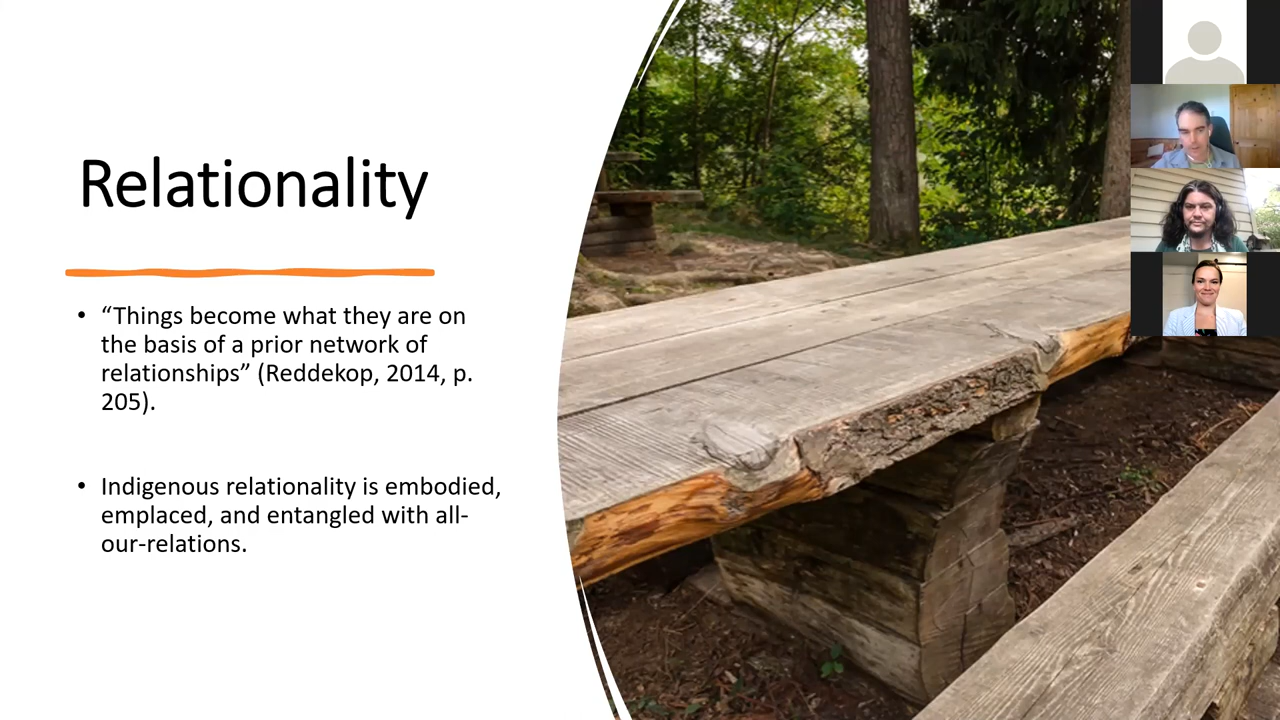 Relationality
• “Things become what they are on
the basis of a prior network of
relationships” (Reddekop, 2014, p.
205).
• Indigenous relationality is embodied,
emplaced, and entangled with all-
our-relations.